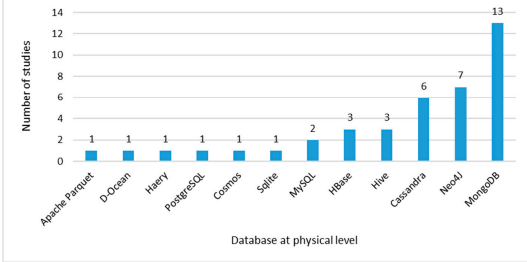 Number of studies
14
12
10
8
6
4
2
0
1
1
1
1
1
1
2
3
3
6
7
13
Apache Parquet
D-Ocean
Haery
PostgreSQL
Cosmos
Sqlite
MySQL
HBase
Hive
Cassandra
Neo4J
MongoDB
Database at physical level